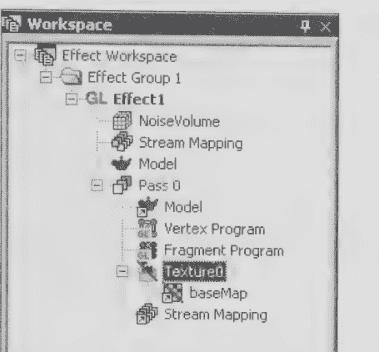 Workspace
Effect Workspace
Effect Group 1
GL Effect1
NoiseVolume
Stream Mapping
Model
Pass 0
Model
Vertex Program
Fragment Program
Texture0
baseMap
Stream Mapping